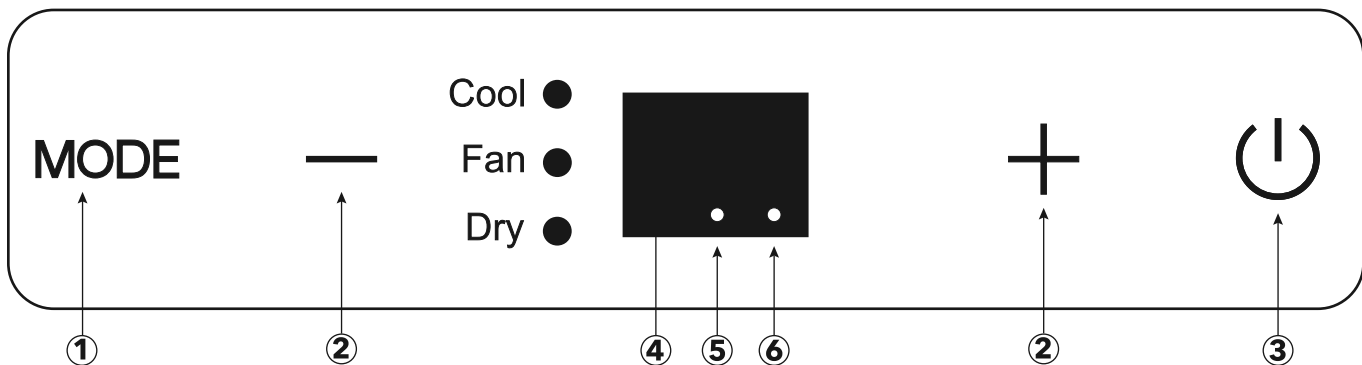 Cool
MODE — Fan +
Dry
① ② ④ ⑤ ⑥ ② ③